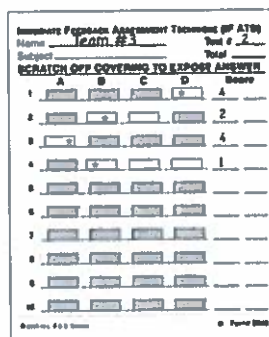 IMMEDIATE FEEDBACK ASSESSMENT TECHNIQUE (IF AT®)
Name Team #3 Test # 2
Subject Total
SCRATCH OFF COVERING TO EXPOSE ANSWER
A B C D Score
1. 4
2. 2
3. 4
4. 1
5.
6.
7.
8.
9.
10.